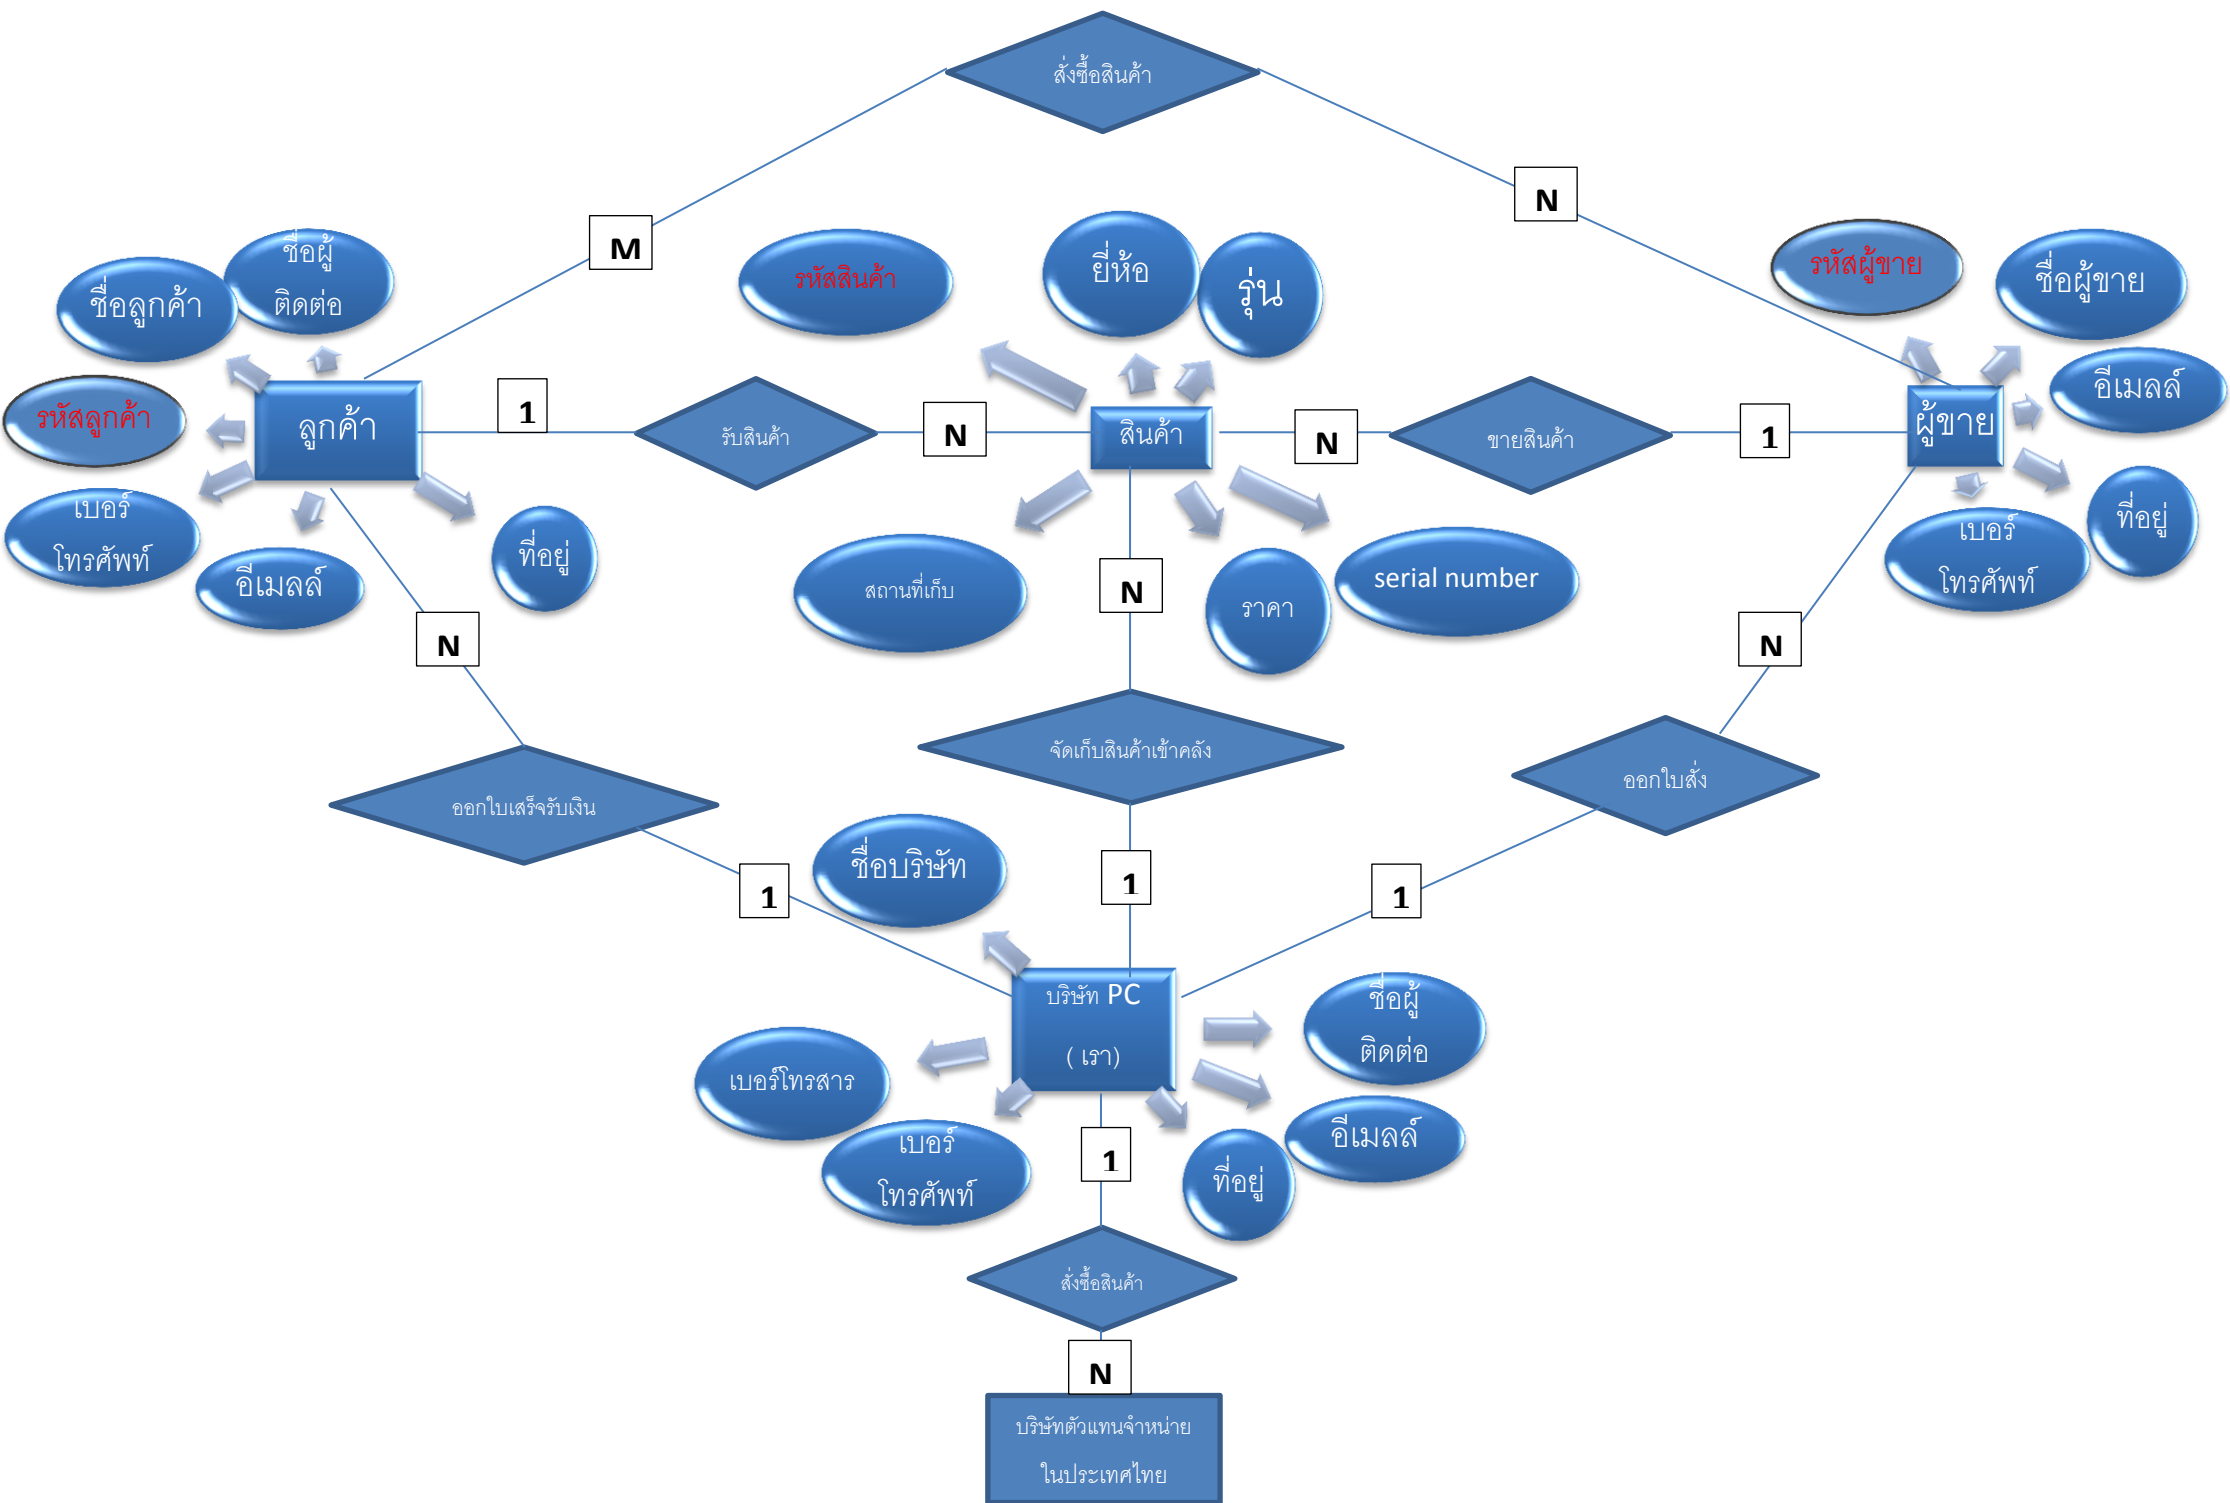 สั่งซื้อสินค้า
N
M
ชื่อผู้
ติดต่อ
ชื่อลูกค้า
รหัสสินค้า
ยี่ห้อ
รุ่น
รหัสผู้ขาย
ชื่อผู้ขาย
อีเมลล์
รหัสลูกค้า
ลูกค้า
1
รับสินค้า
N
สินค้า
N
ขายสินค้า
1
ผู้ขาย
เบอร์
โทรศัพท์
อีเมลล์
ที่อยู่
สถานที่เก็บ
N
ราคา
serial number
เบอร์
โทรศัพท์
ที่อยู่
N
N
จัดเก็บสินค้าเข้าคลัง
ออกใบสั่ง
ออกใบเสร็จรับเงิน
ชื่อบริษัท
1
1
1
บริษัท PC
( เรา)
ชื่อผู้
ติดต่อ
เบอร์โทรสาร
เบอร์
โทรศัพท์
1
ที่อยู่
อีเมลล์
สั่งซื้อสินค้า
N
บริษัทตัวแทนจำหน่าย
ในประเทศไทย